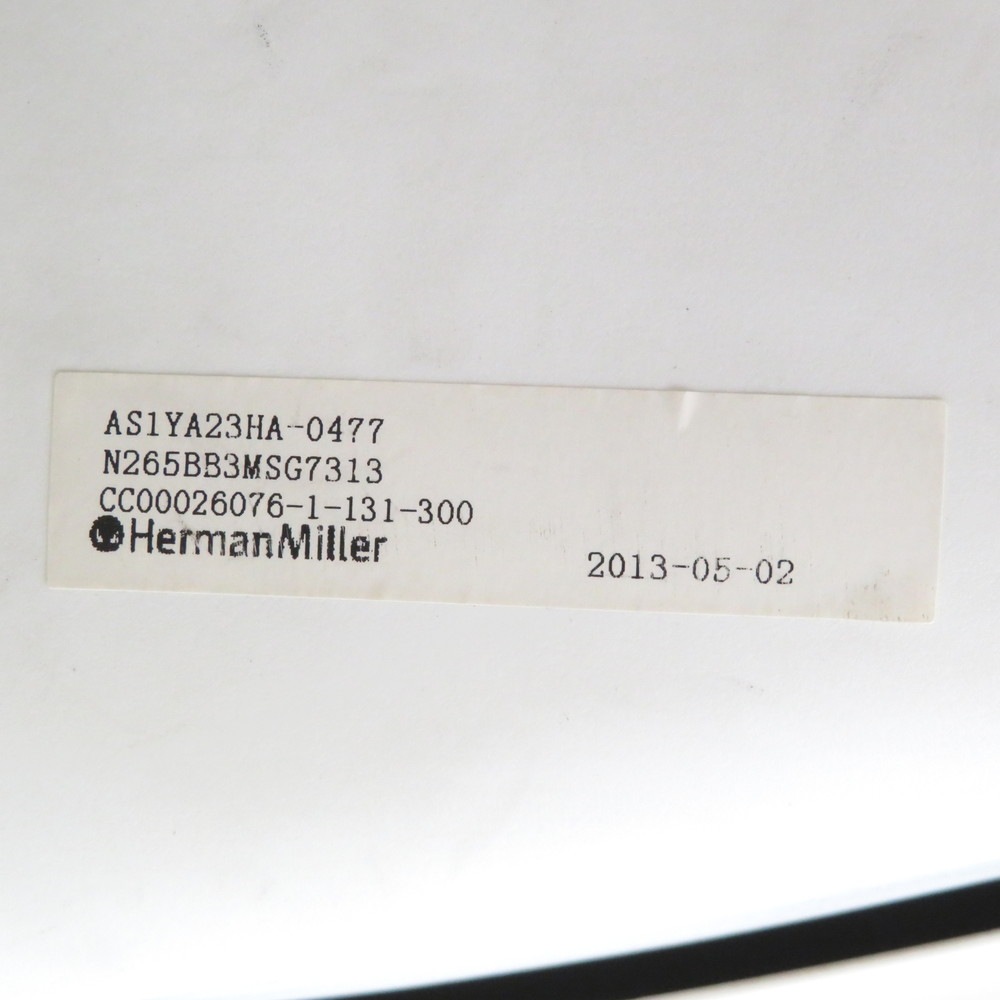 AS1YA23HA-0477
N265BB3MSG7313
CC00026076-1-131-300
HermanMiller
2013-05-02